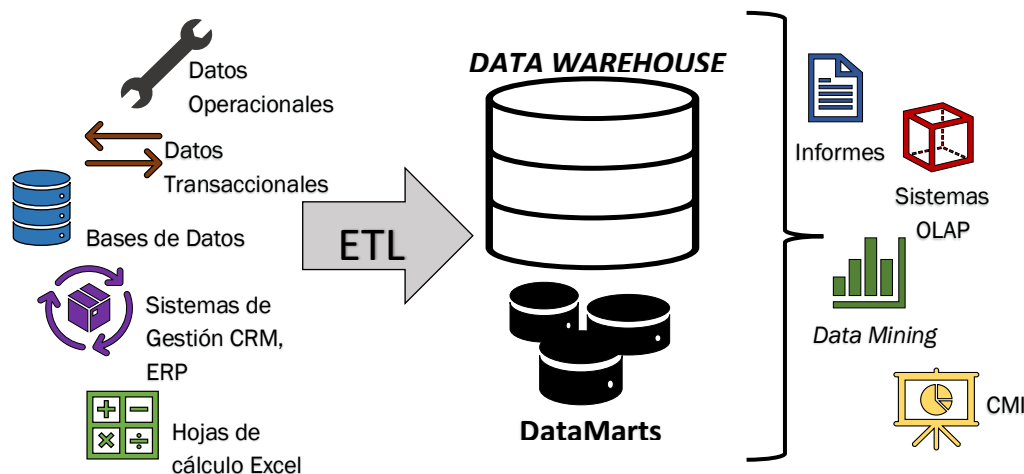 Datos
Operacionales
Datos
Transaccionales
Bases de Datos
Sistemas de
Gestión CRM,
ERP
Hojas de
cálculo Excel
ETL
DATA WAREHOUSE
DataMarts
Informes
Sistemas
OLAP
Data Mining
CMI